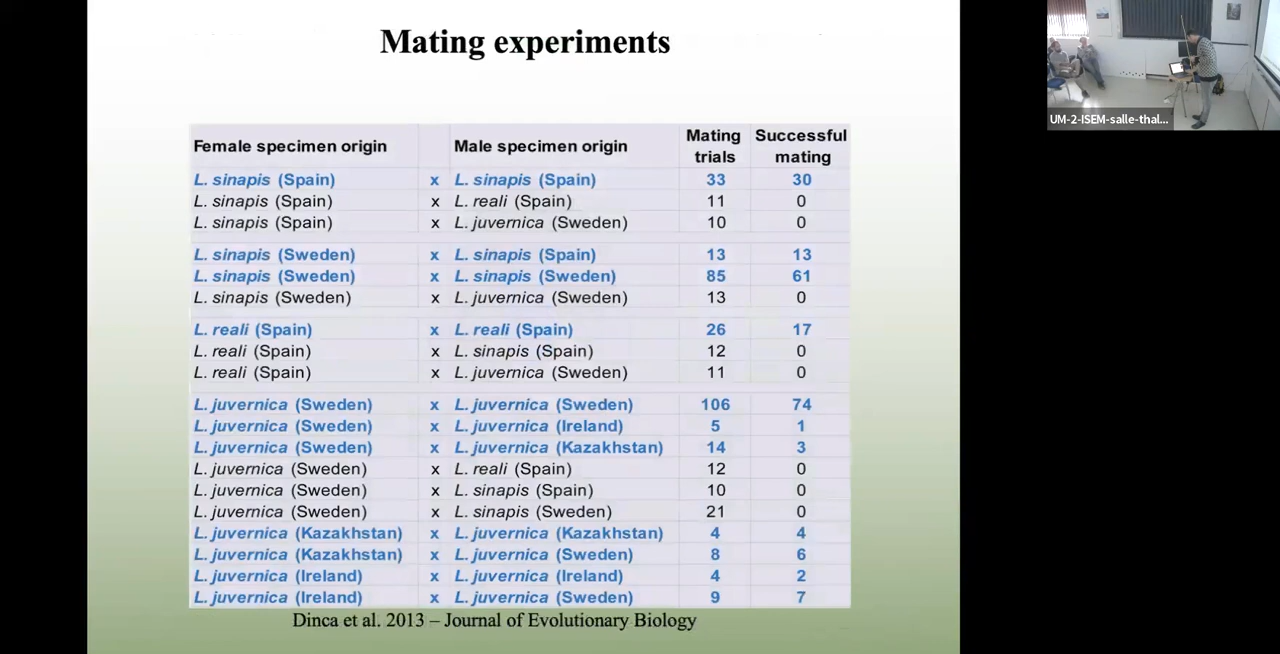 Mating experiments
Female specimen origin Male specimen origin Mating trials Successful mating
L. sinapis (Spain) x L. sinapis (Spain) 33 30
L. sinapis (Spain) x L. reali (Spain) 11 0
L. sinapis (Spain) x L. juvernica (Sweden) 10 0
L. sinapis (Sweden) x L. sinapis (Spain) 13 13
L. sinapis (Sweden) x L. sinapis (Sweden) 85 61
L. sinapis (Sweden) x L. juvernica (Sweden) 13 0
L. reali (Spain) x L. reali (Spain) 26 17
L. reali (Spain) x L. sinapis (Spain) 12 0
L. reali (Spain) x L. juvernica (Sweden) 11 0
L. juvernica (Sweden) x L. juvernica (Sweden) 106 74
L. juvernica (Sweden) x L. juvernica (Ireland) 5 1
L. juvernica (Sweden) x L. juvernica (Kazakhstan) 14 3
L. juvernica (Sweden) x L. reali (Spain) 12 0
L. juvernica (Sweden) x L. sinapis (Spain) 10 0
L. juvernica (Sweden) x L. sinapis (Sweden) 21 0
L. juvernica (Kazakhstan) x L. juvernica (Kazakhstan) 4 4
L. juvernica (Kazakhstan) x L. juvernica (Sweden) 8 6
L. juvernica (Ireland) x L. juvernica (Ireland) 4 2
L. juvernica (Ireland) x L. juvernica (Sweden) 9 7
Dinca et al. 2013 – Journal of Evolutionary Biology
UM-2-ISEM-salle-thal...